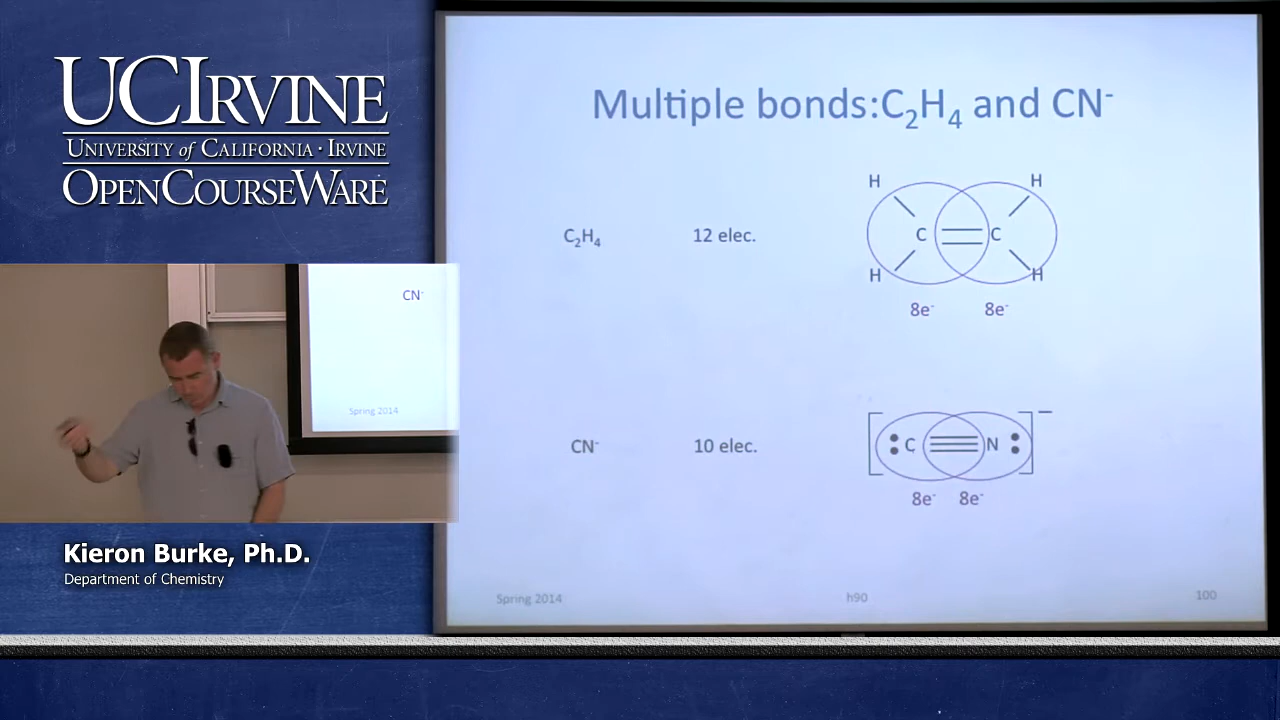 UCIRVINE
UNIVERSITY of CALIFORNIA · IRVINE
OPENCOURSEWARE
CN-
Spring 2014
Kieron Burke, Ph.D.
Department of Chemistry
Multiple bonds:C2H4 and CN-
C2H4 12 elec.
H H
C C
H H
8e- 8e-
CN- 10 elec.
[:C N:]-
8e- 8e-
Spring 2014 h90 100